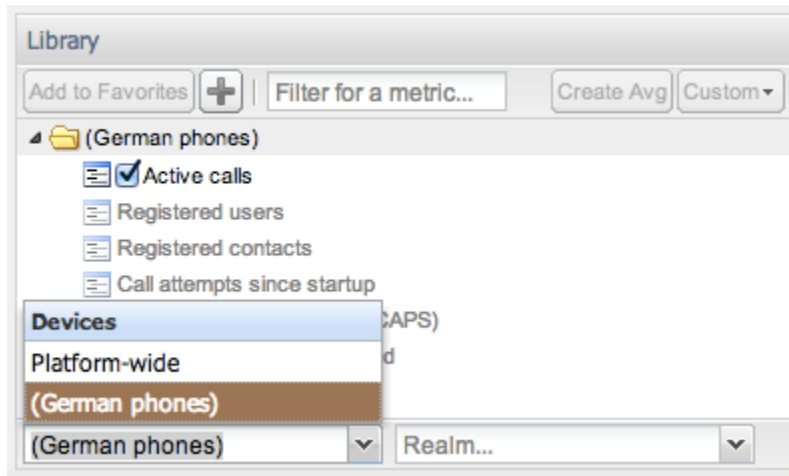 Library
Add to Favorites | Filter for a metric... Create Avg Custom
(German phones)
Active calls
Registered users
Registered contacts
Call attempts since startup
Devices CAPS)
Platform-wide
(German phones)
(German phones) Realm...